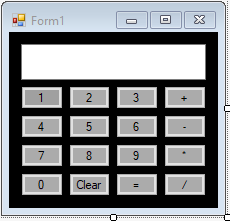 Form1
1 2 3 +
4 5 6 -
7 8 9 *
0 Clear = /